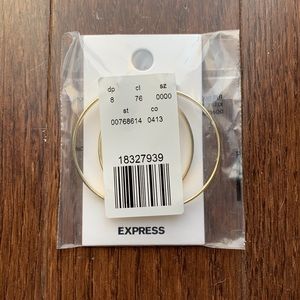 dp cl sz
8 76 0000
st co
00768614 0413
18327939
EXPRESS